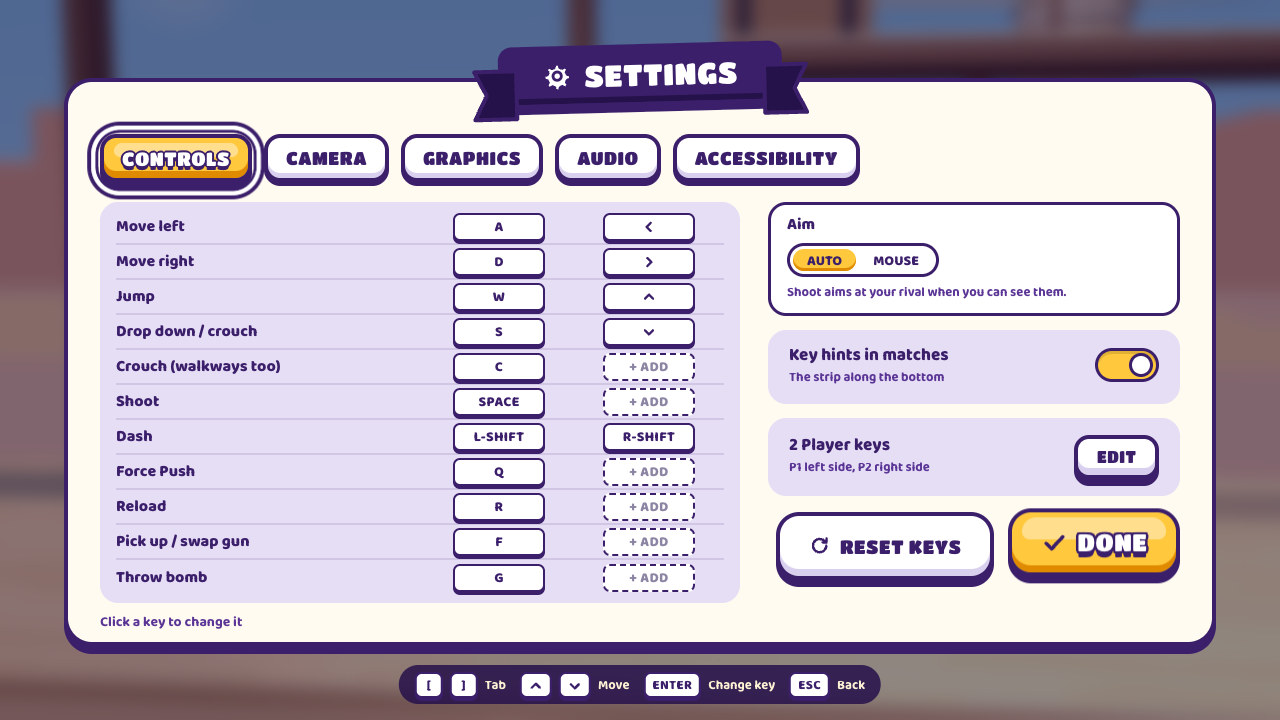 SETTINGS
CONTROLS CAMERA GRAPHICS AUDIO ACCESSIBILITY
Move left A <
Move right D >
Jump W ^
Drop down / crouch S ⌄
Crouch (walkways too) C + ADD
Shoot SPACE + ADD
Dash L-SHIFT R-SHIFT
Force Push Q + ADD
Reload R + ADD
Pick up / swap gun F + ADD
Throw bomb G + ADD
Click a key to change it
Aim
AUTO MOUSE
Shoot aims at your rival when you can see them.
Key hints in matches
The strip along the bottom
2 Player keys
P1 left side, P2 right side
EDIT
RESET KEYS DONE
[ ] Tab ^ ⌄ Move ENTER Change key ESC Back